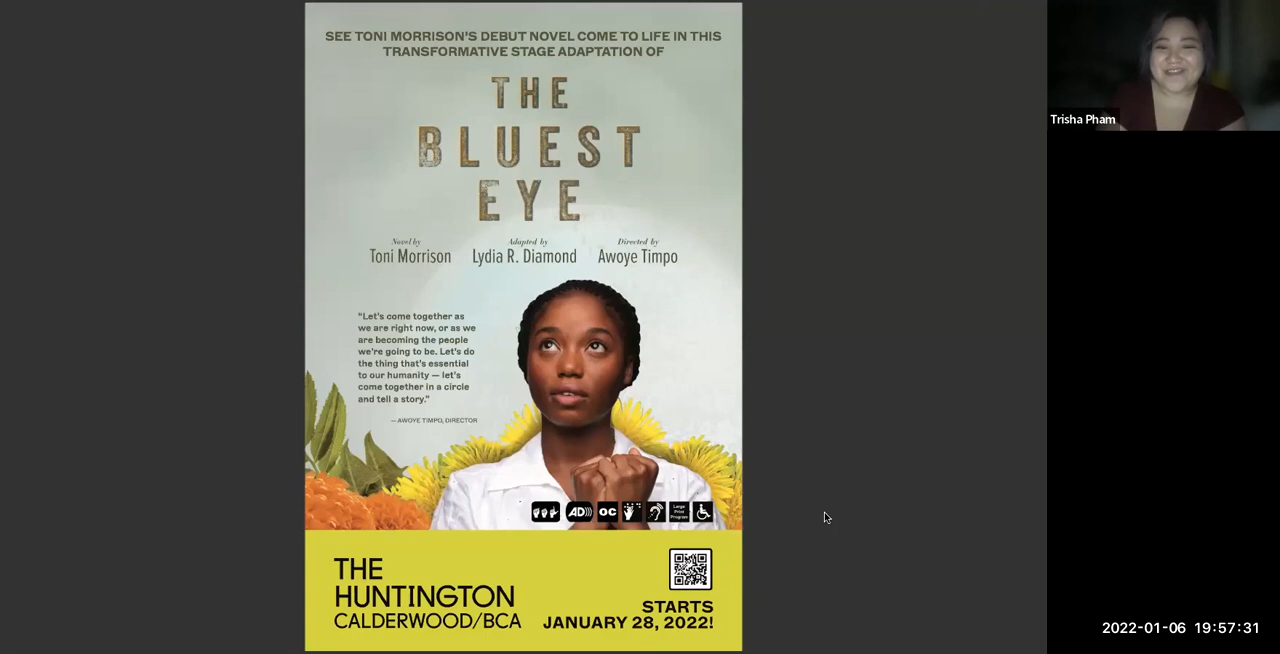 SEE TONI MORRISON'S DEBUT NOVEL COME TO LIFE IN THIS
TRANSFORMATIVE STAGE ADAPTATION OF
THE
BLUEST
EYE
Novel by
Toni Morrison
Adapted by
Lydia R. Diamond
Directed by
Awoye Timpo
"Let's come together as
we are right now, or as we
are becoming the people
we're going to be. Let's do
the thing that's essential
to our humanity — let's
come together in a circle
and tell a story."
— AWOYE TIMPO, DIRECTOR
AD
OC
Large
Print
Program
THE
HUNTINGTON
CALDERWOOD/BCA
STARTS
JANUARY 28, 2022!
Trisha Pham
2022-01-06 19:57:31